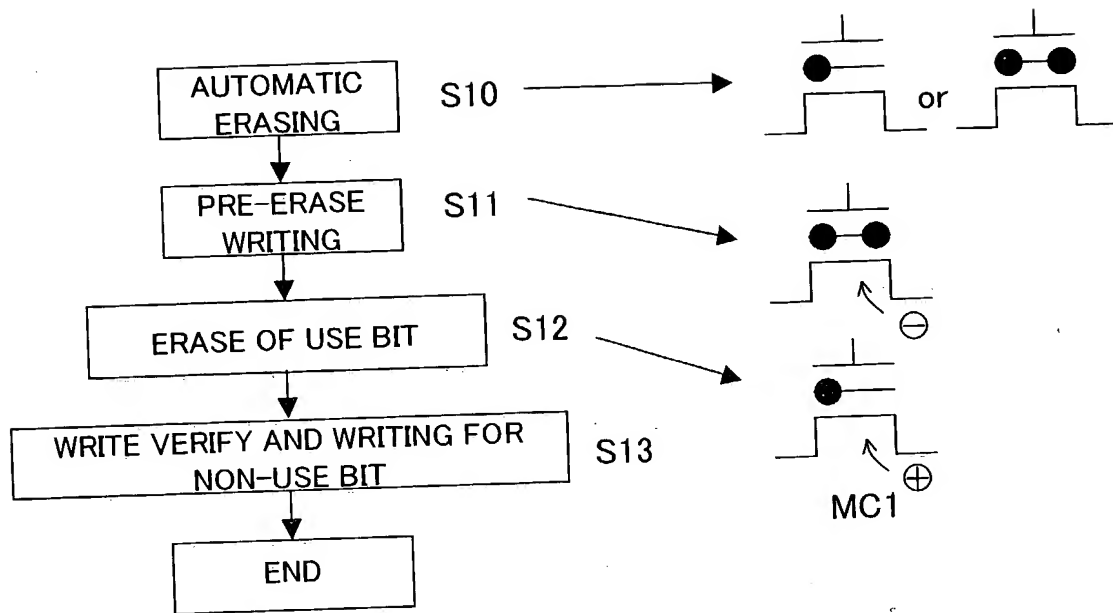 AUTOMATIC
ERASING
S10
or
PRE-ERASE
WRITING
S11
⊖
ERASE OF USE BIT
S12
WRITE VERIFY AND WRITING FOR
NON-USE BIT
S13
⊕
MC1
END